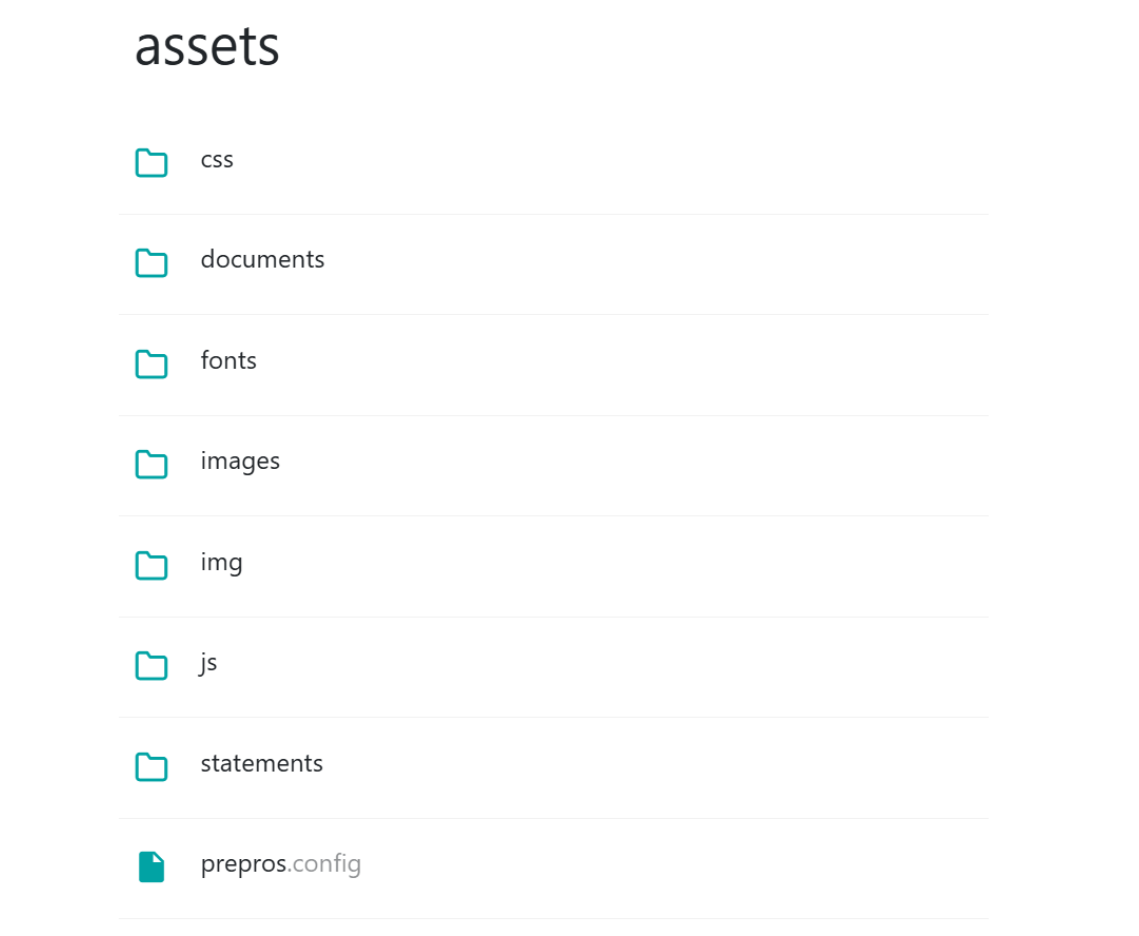 assets
css
documents
fonts
images
img
js
statements
prepros.config